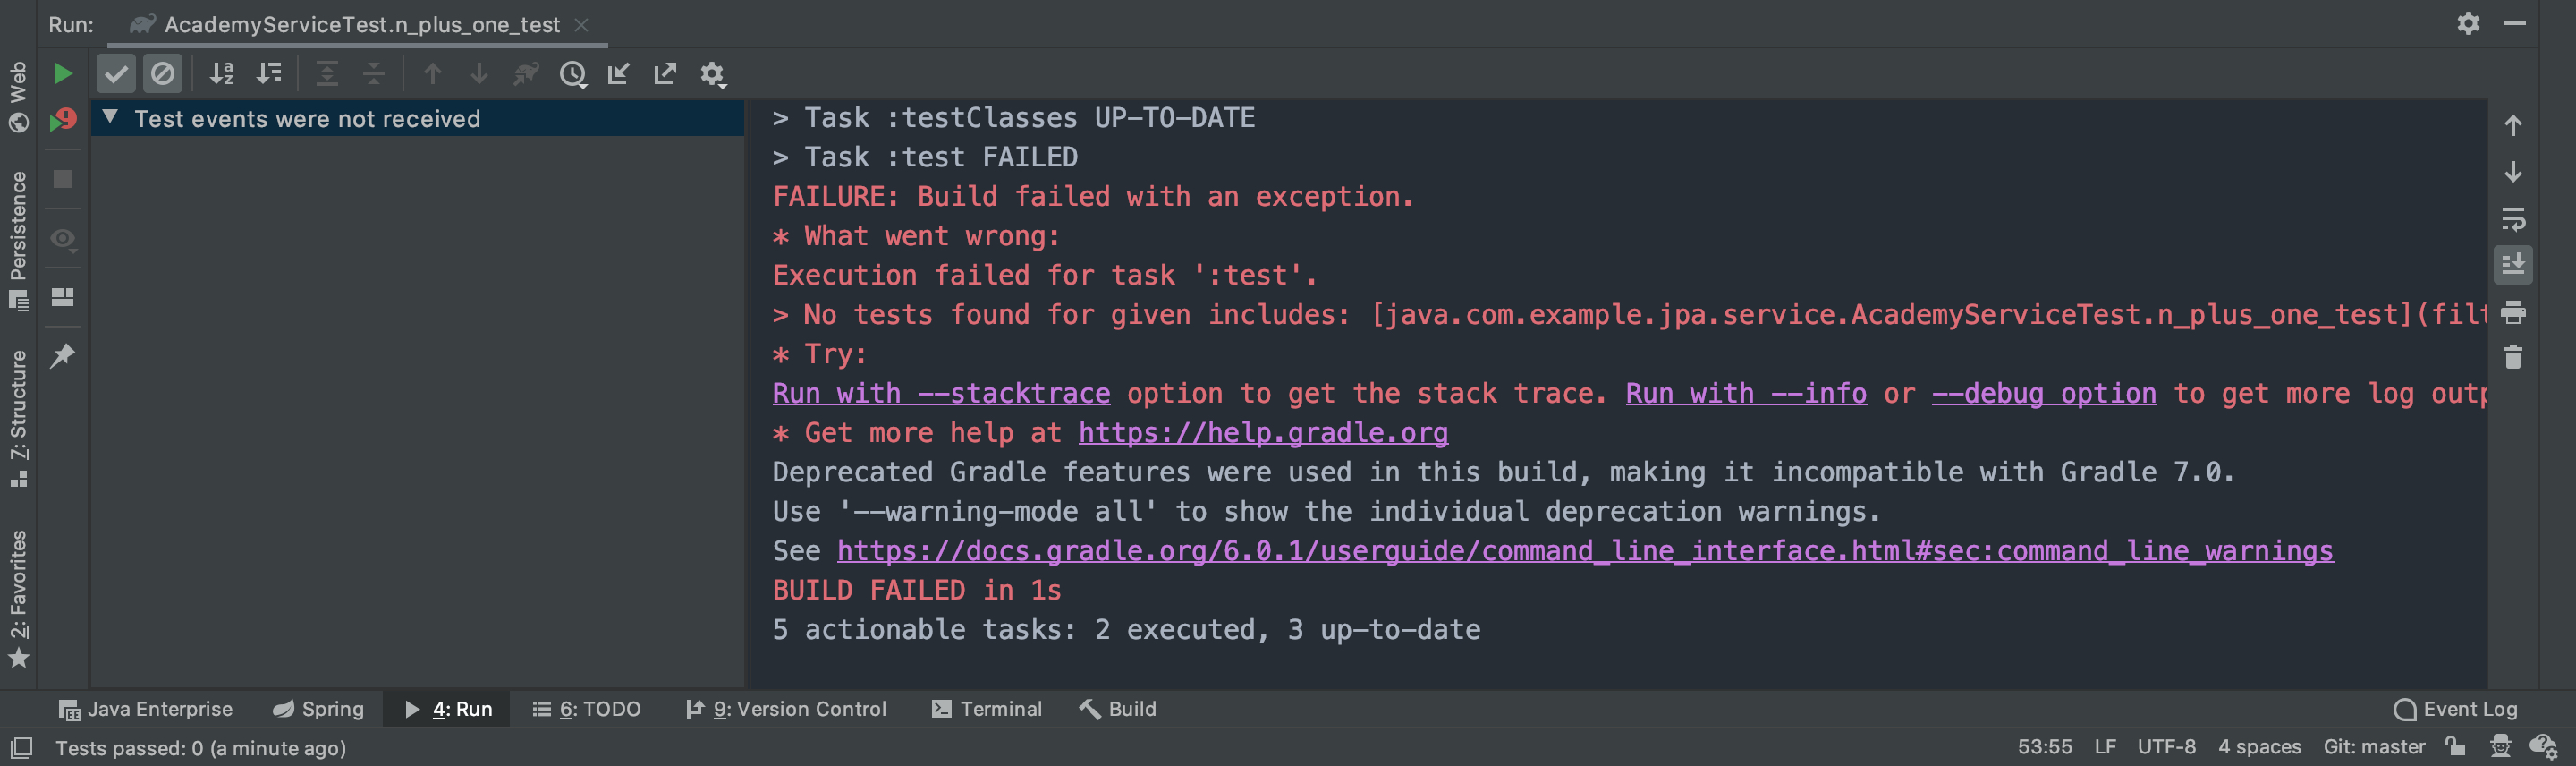 Run: AcademyServiceTest.n_plus_one_test
Web
Persistence
7: Structure
2: Favorites
Test events were not received
> Task :testClasses UP-TO-DATE
> Task :test FAILED
FAILURE: Build failed with an exception.
* What went wrong:
Execution failed for task ':test'.
> No tests found for given includes: [java.com.example.jpa.service.AcademyServiceTest.n_plus_one_test](filt
* Try:
Run with --stacktrace option to get the stack trace. Run with --info or --debug option to get more log outp
* Get more help at https://help.gradle.org
Deprecated Gradle features were used in this build, making it incompatible with Gradle 7.0.
Use '--warning-mode all' to show the individual deprecation warnings.
See https://docs.gradle.org/6.0.1/userguide/command_line_interface.html#sec:command_line_warnings
BUILD FAILED in 1s
5 actionable tasks: 2 executed, 3 up-to-date
Java Enterprise Spring 4: Run 6: TODO 9: Version Control Terminal Build Event Log
Tests passed: 0 (a minute ago) 53:55 LF UTF-8 4 spaces Git: master